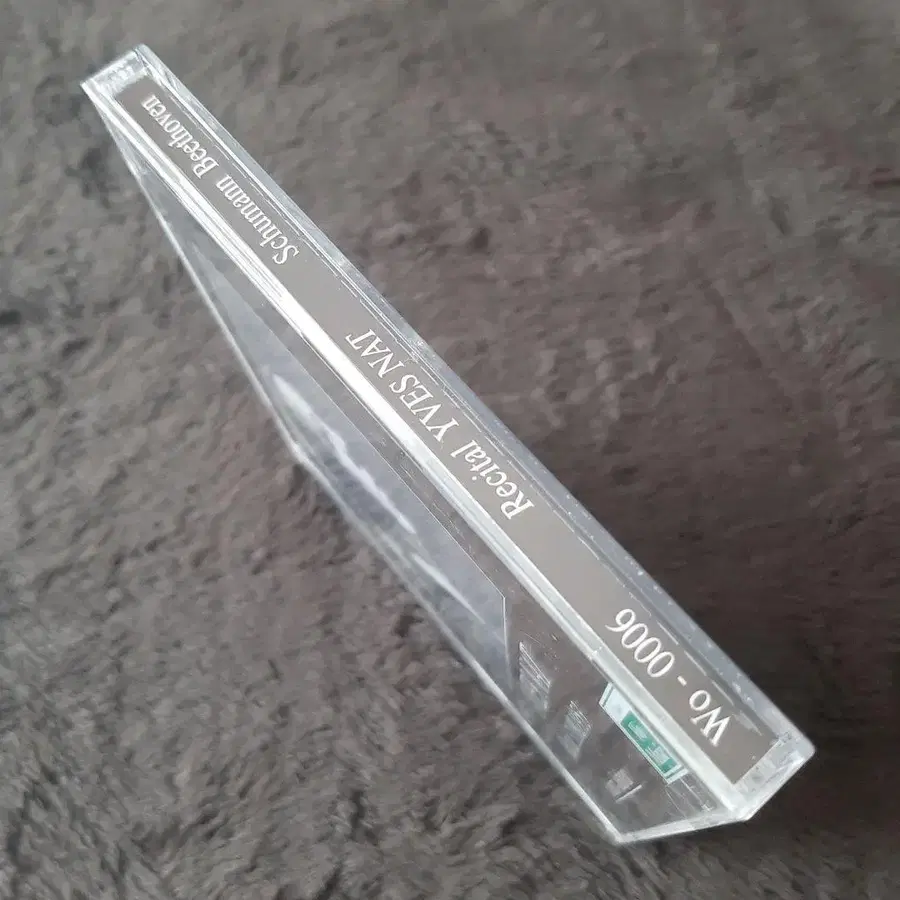 Wo - 0006 Recital YVES NAT Schumann Beethoven